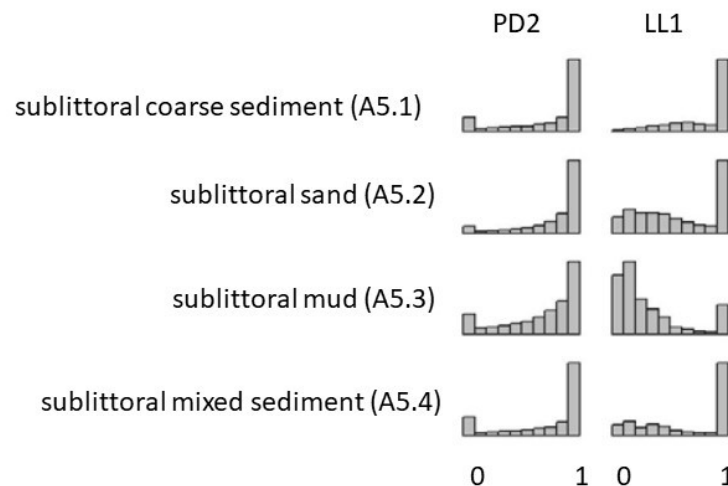 PD2 LL1
sublittoral coarse sediment (A5.1)
sublittoral sand (A5.2)
sublittoral mud (A5.3)
sublittoral mixed sediment (A5.4)
0 1 0 1